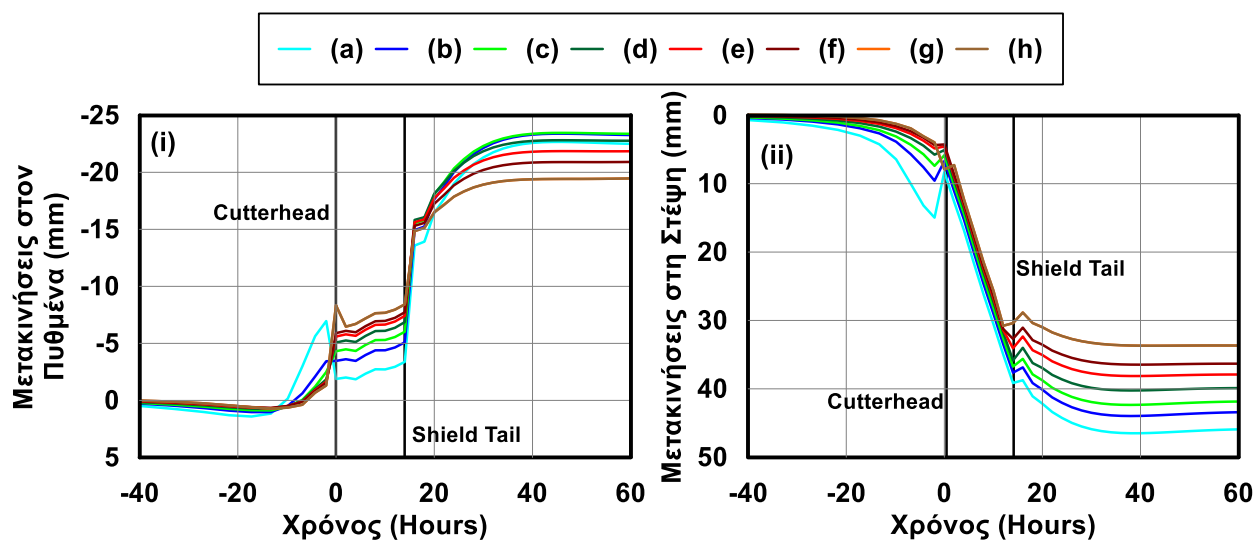 (a) (b) (c) (d) (e) (f) (g) (h)
Μετακινήσεις στον
Πυθμένα (mm)
-25
-20
-15
-10
-5
0
5
(i)
Cutterhead
Shield Tail
-40 -20 0 20 40 60
Χρόνος (Hours)
Μετακινήσεις στη Στέψη (mm)
0
10
20
30
40
50
(ii)
Shield Tail
Cutterhead
-40 -20 0 20 40 60
Χρόνος (Hours)